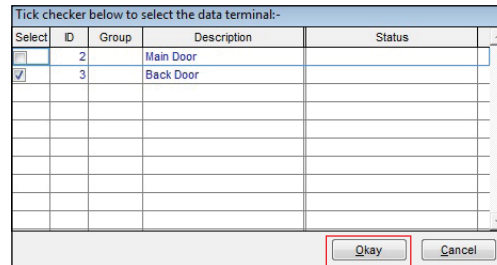 Tick checker below to select the data terminal:-
Select ID Group Description Status
2 Main Door
3 Back Door
Okay Cancel